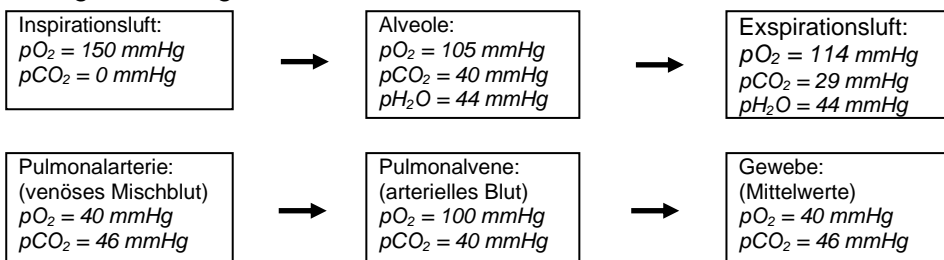 Inspirationsluft:
pO₂ = 150 mmHg
pCO₂ = 0 mmHg
Alveole:
pO₂ = 105 mmHg
pCO₂ = 40 mmHg
pH₂O = 44 mmHg
Exspirationsluft:
pO₂ = 114 mmHg
pCO₂ = 29 mmHg
pH₂O = 44 mmHg
Pulmonalarterie:
(venöses Mischblut)
pO₂ = 40 mmHg
pCO₂ = 46 mmHg
Pulmonalvene:
(arterielles Blut)
pO₂ = 100 mmHg
pCO₂ = 40 mmHg
Gewebe:
(Mittelwerte)
pO₂ = 40 mmHg
pCO₂ = 46 mmHg